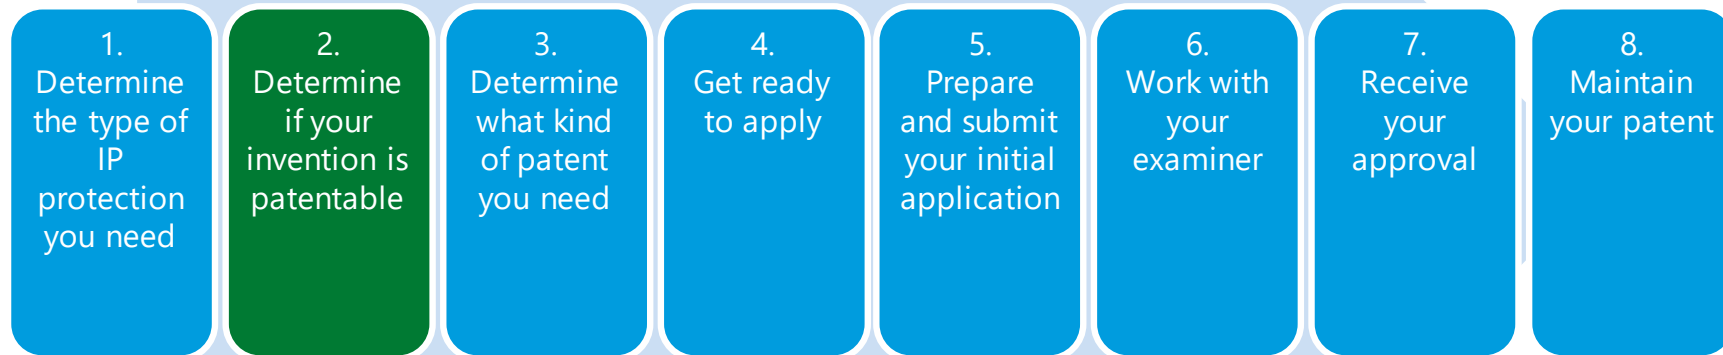 1.
Determine
the type of
IP
protection
you need
2.
Determine
if your
invention is
patentable
3.
Determine
what kind
of patent
you need
4.
Get ready
to apply
5.
Prepare
and submit
your initial
application
6.
Work with
your
examiner
7.
Receive
your
approval
8.
Maintain
your patent